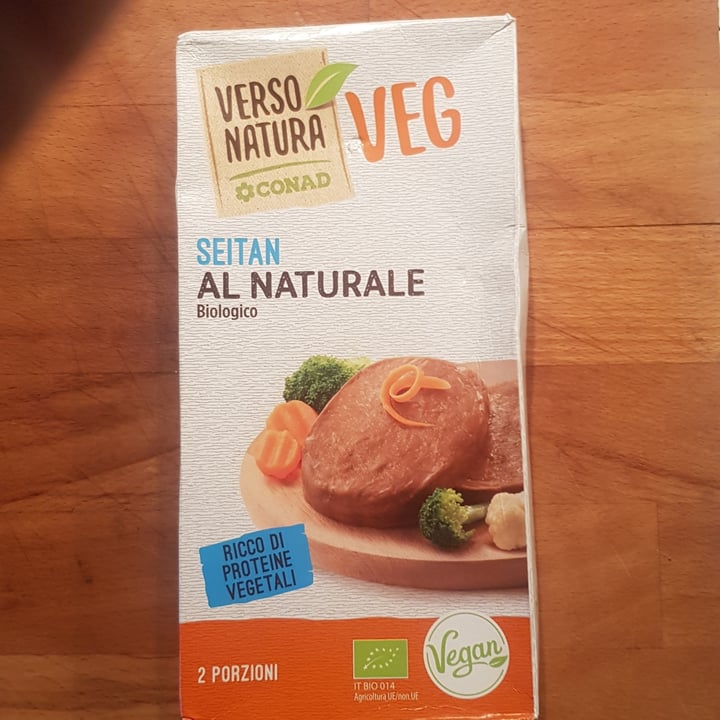 VERSO
NATURA
CONAD
VEG
SEITAN
AL NATURALE
Biologico
RICCO DI
PROTEINE
VEGETALI
2 PORZIONI
IT BIO 014
Agricoltura UE/non UE
Vegan